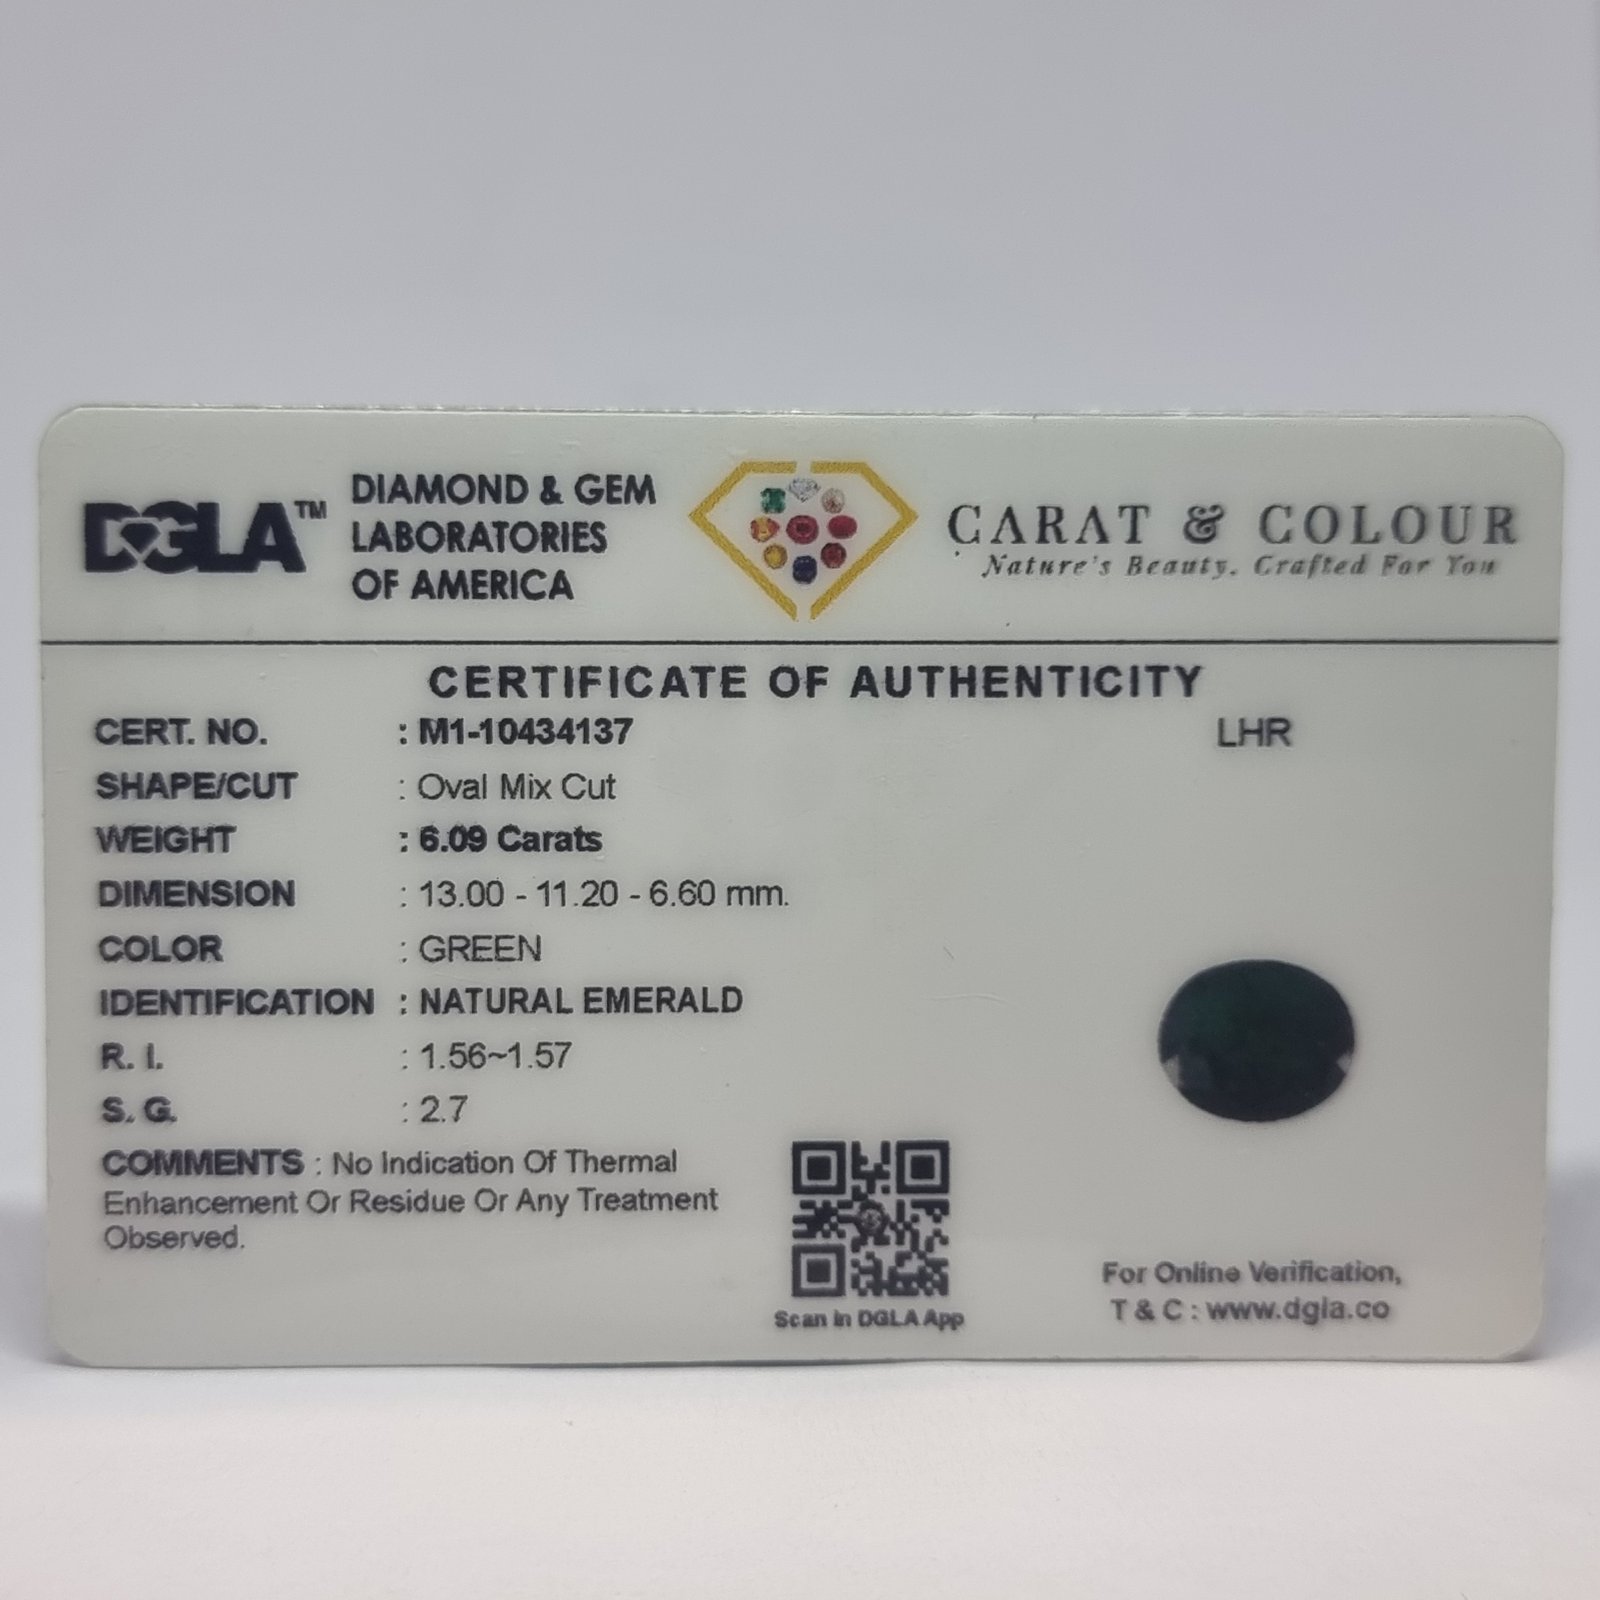 DGLA™
DIAMOND & GEM
LABORATORIES
OF AMERICA
CARAT & COLOUR
Nature's Beauty, Crafted For You
CERTIFICATE OF AUTHENTICITY
CERT. NO. : M1-10434137
LHR
SHAPE/CUT : Oval Mix Cut
WEIGHT : 6.09 Carats
DIMENSION : 13.00 - 11.20 - 6.60 mm.
COLOR : GREEN
IDENTIFICATION : NATURAL EMERALD
R. I. : 1.56~1.57
S. G. : 2.7
COMMENTS : No Indication Of Thermal
Enhancement Or Residue Or Any Treatment
Observed.
Scan in DGLA App
For Online Verification,
T & C : www.dgla.co